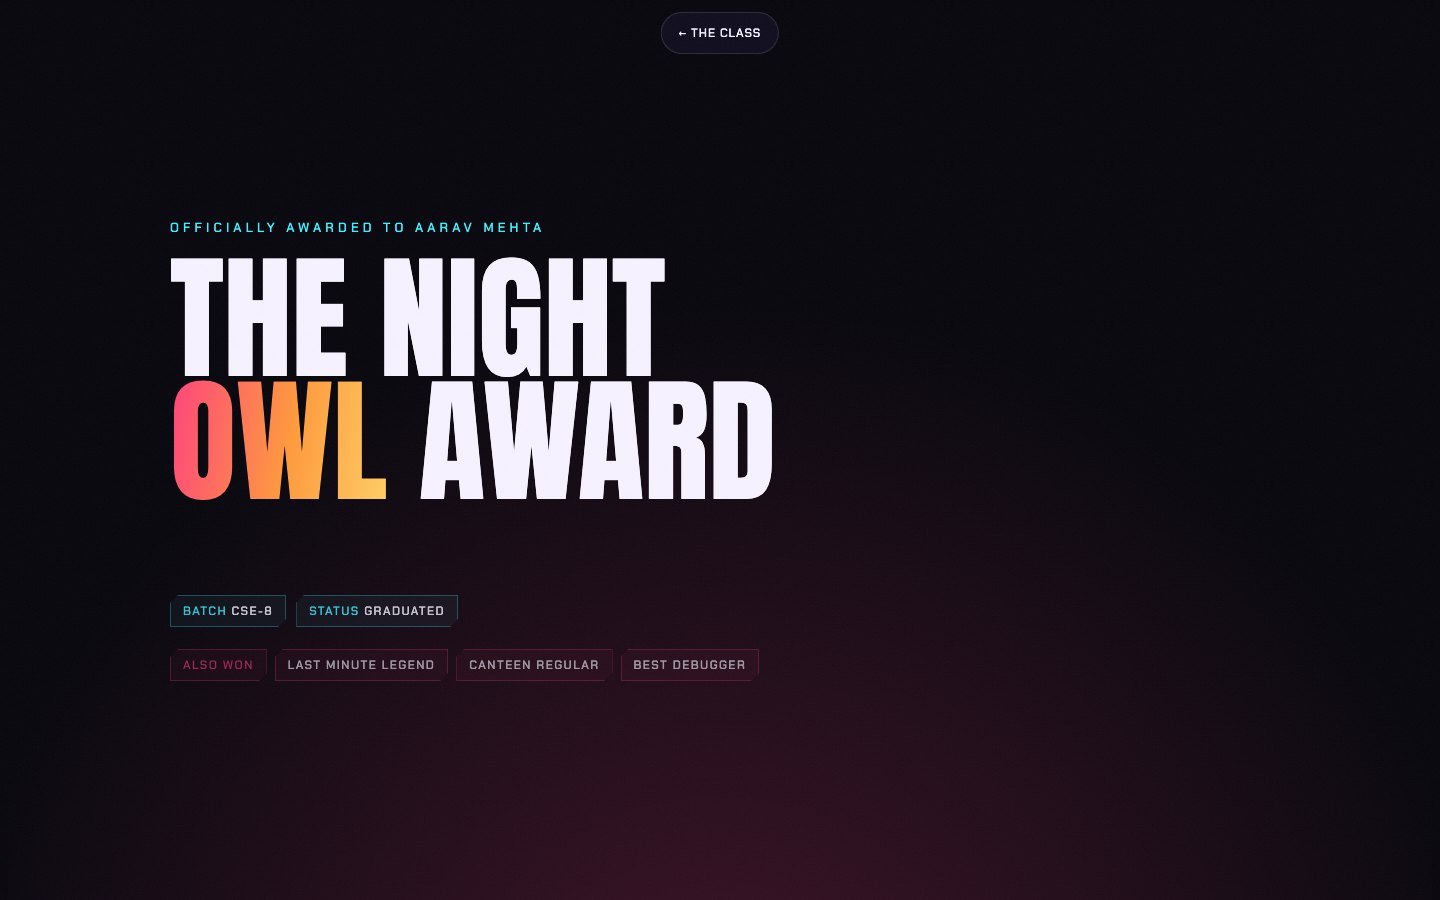 ← THE CLASS
OFFICIALLY AWARDED TO AARAV MEHTA
THE NIGHT
OWL AWARD
BATCH CSE-8 STATUS GRADUATED
ALSO WON LAST MINUTE LEGEND CANTEEN REGULAR BEST DEBUGGER